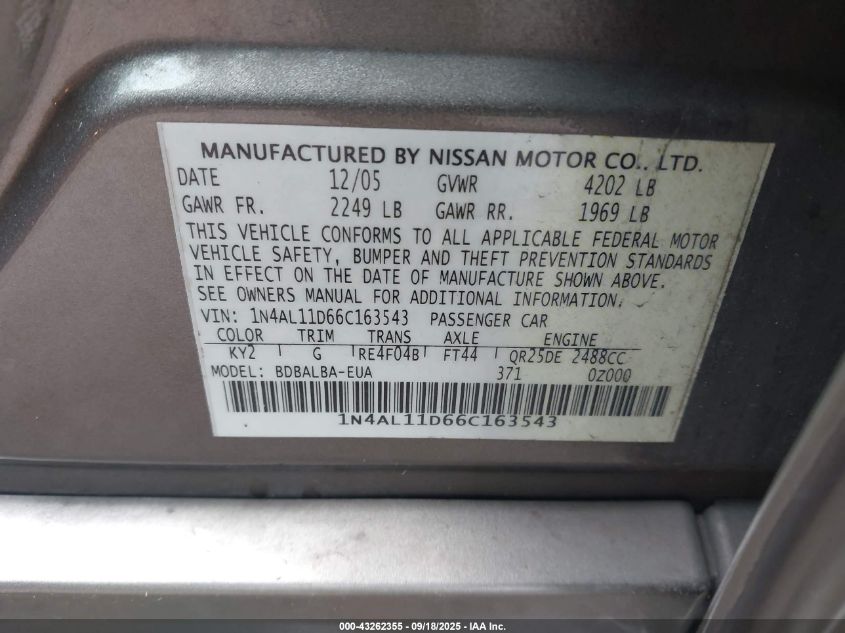 MANUFACTURED BY NISSAN MOTOR CO., LTD.
DATE 12/05 GVWR 4202 LB
GAWR FR. 2249 LB GAWR RR. 1969 LB
THIS VEHICLE CONFORMS TO ALL APPLICABLE FEDERAL MOTOR
VEHICLE SAFETY, BUMPER AND THEFT PREVENTION STANDARDS
IN EFFECT ON THE DATE OF MANUFACTURE SHOWN ABOVE.
SEE OWNERS MANUAL FOR ADDITIONAL INFORMATION.
VIN: 1N4AL11D66C163543 PASSENGER CAR
COLOR TRIM TRANS AXLE ENGINE
KY2 G RE4F04B FT44 QR25DE 2488CC
MODEL: BDBALBA-EUA 371 0Z000
1N4AL11D66C163543
000-43262355 - 09/18/2025 - IAA Inc.